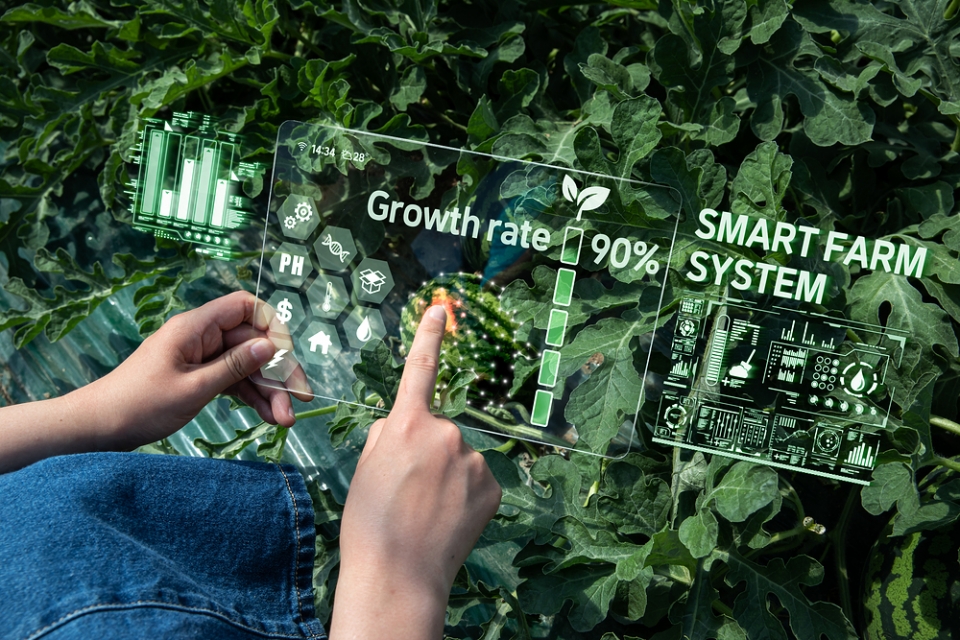 14:34 28°
Growth rate
90%
PH
$
SMART FARM
SYSTEM